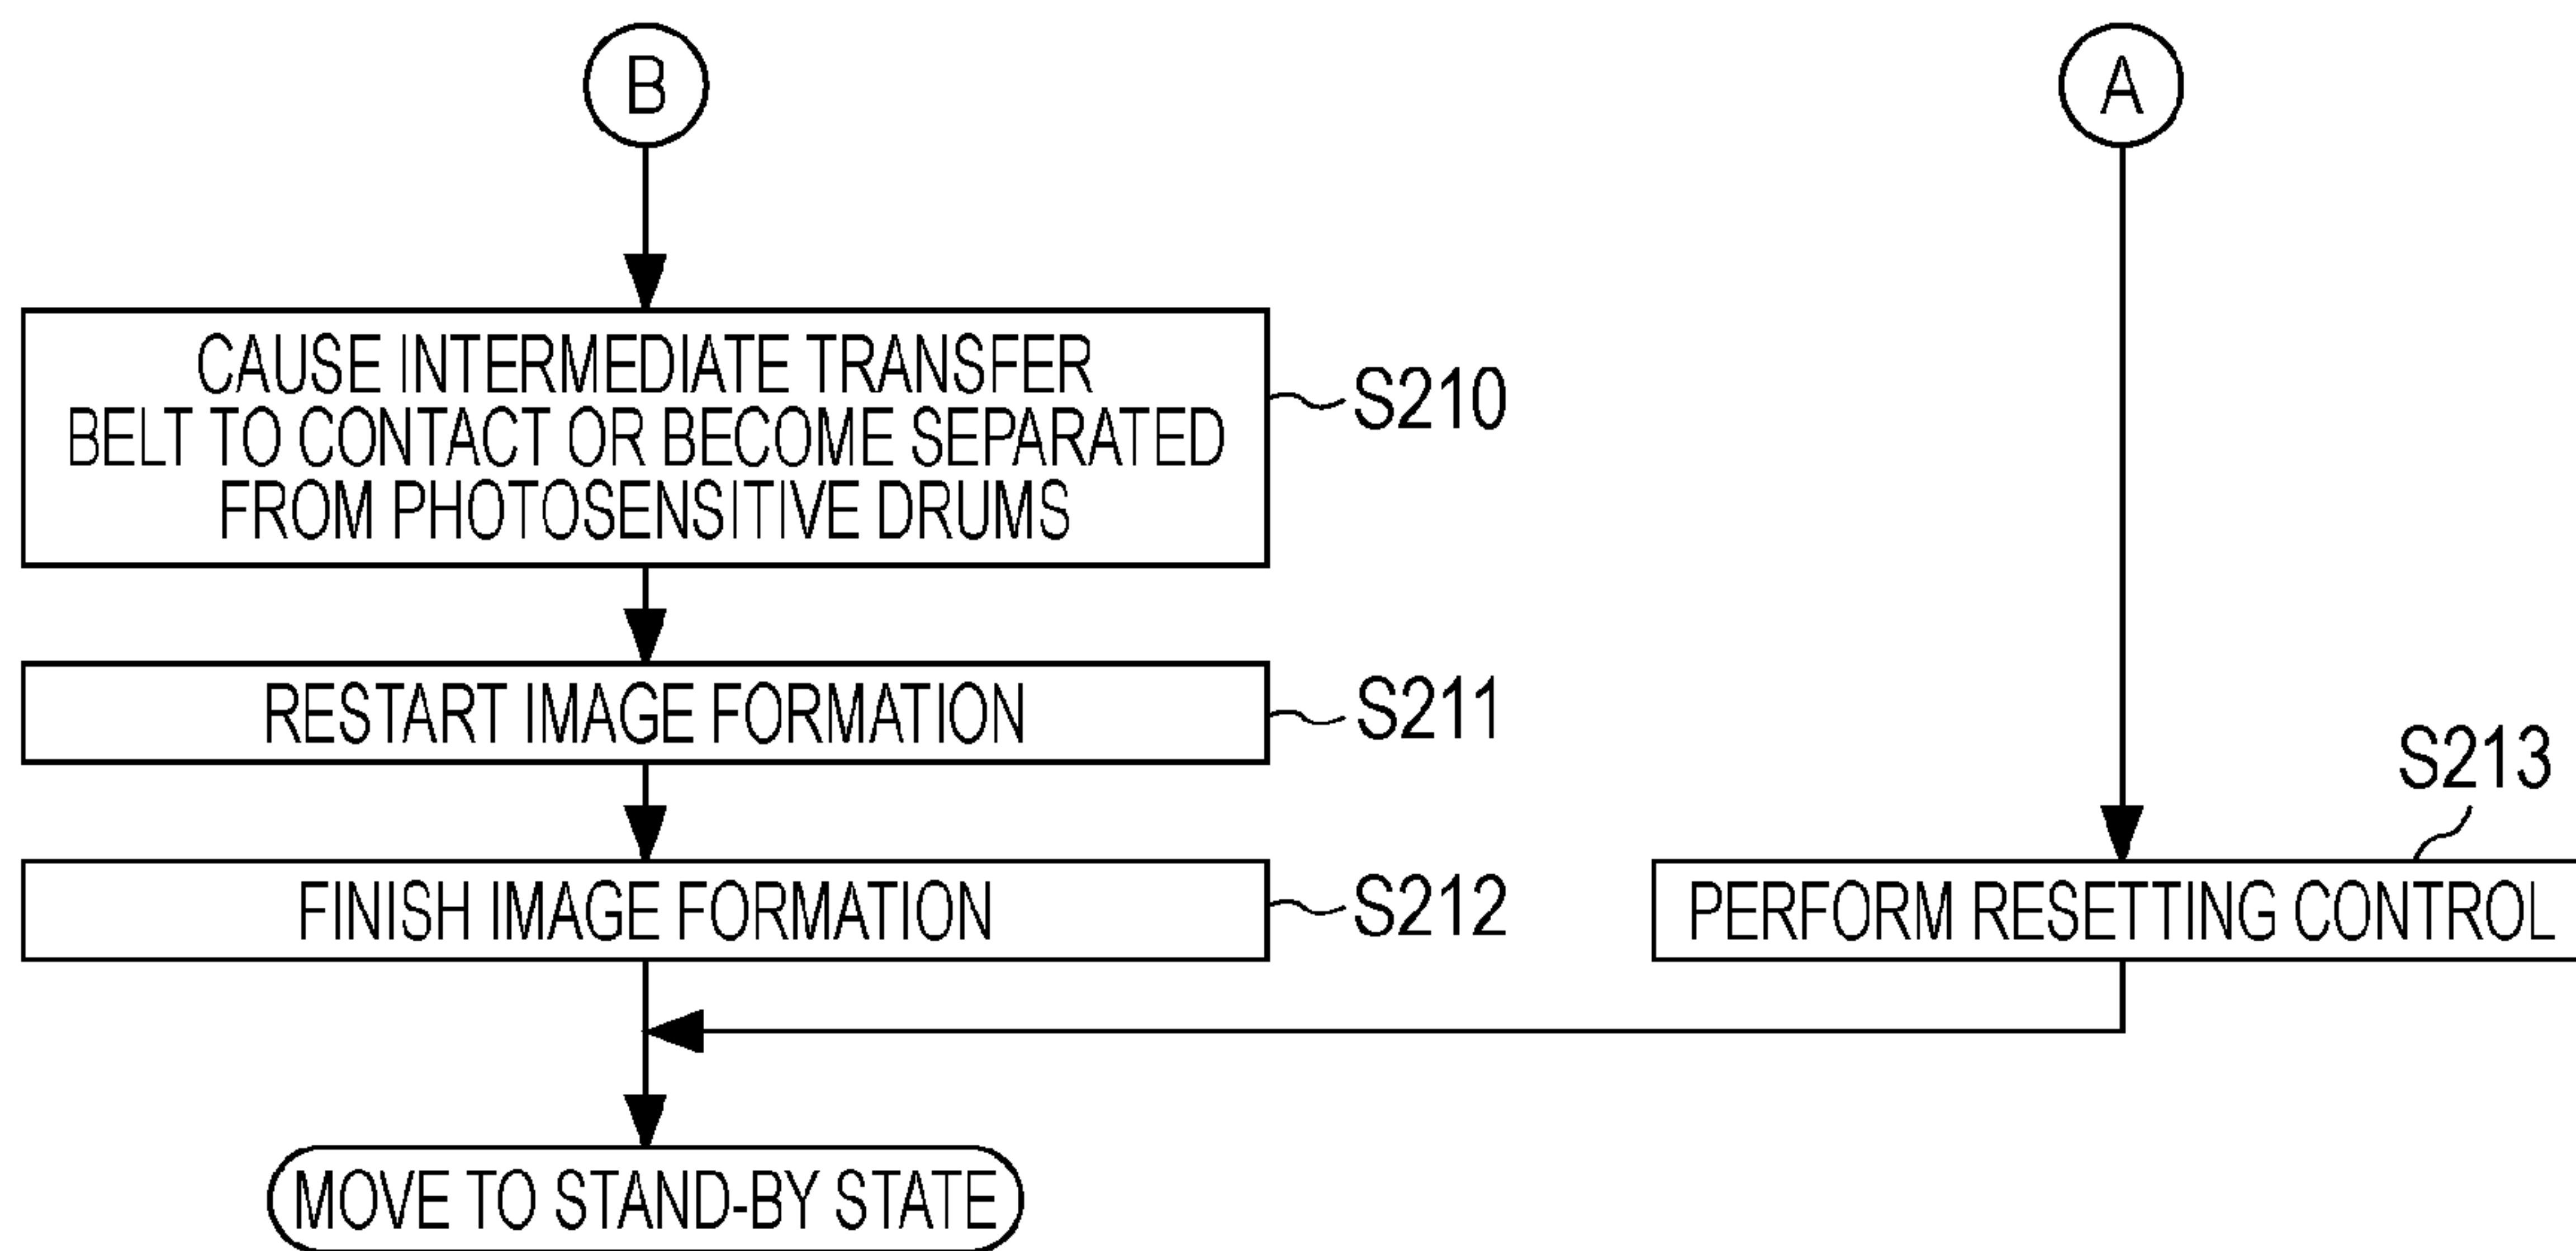 B
A
CAUSE INTERMEDIATE TRANSFER
BELT TO CONTACT OR BECOME SEPARATED
FROM PHOTOSENSITIVE DRUMS
S210
RESTART IMAGE FORMATION
S211
S213
FINISH IMAGE FORMATION
S212
PERFORM RESETTING CONTROL
MOVE TO STAND-BY STATE